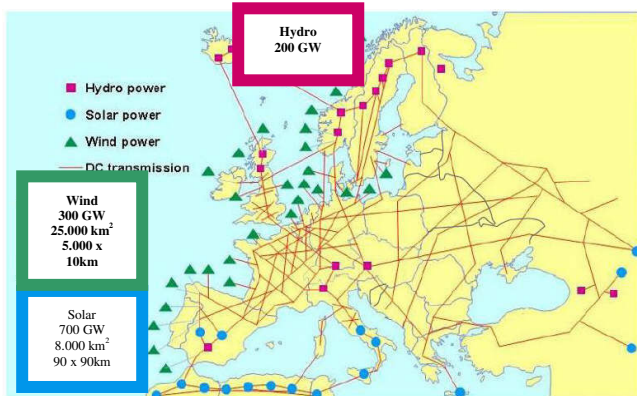 Hydro
200 GW
Hydro power
Solar power
Wind power
DC transmission
Wind
300 GW
25.000 km²
5.000 x
10km
Solar
700 GW
8.000 km²
90 x 90km